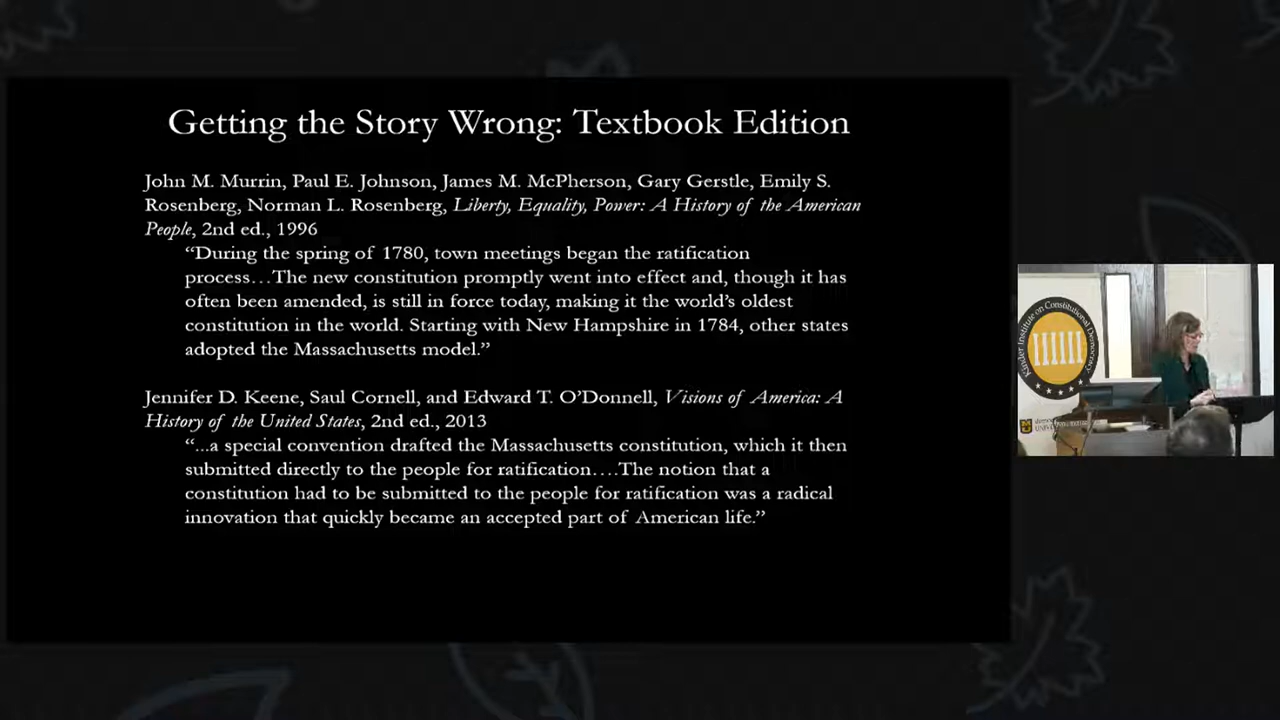 Getting the Story Wrong: Textbook Edition
John M. Murrin, Paul E. Johnson, James M. McPherson, Gary Gerstle, Emily S.
Rosenberg, Norman L. Rosenberg, Liberty, Equality, Power: A History of the American
People, 2nd ed., 1996
“During the spring of 1780, town meetings began the ratification
process…The new constitution promptly went into effect and, though it has
often been amended, is still in force today, making it the world’s oldest
constitution in the world. Starting with New Hampshire in 1784, other states
adopted the Massachusetts model.”
Jennifer D. Keene, Saul Cornell, and Edward T. O’Donnell, Visions of America: A
History of the United States, 2nd ed., 2013
“...a special convention drafted the Massachusetts constitution, which it then
submitted directly to the people for ratification….The notion that a
constitution had to be submitted to the people for ratification was a radical
innovation that quickly became an accepted part of American life.”
Kinder Institute on Constitutional Democracy